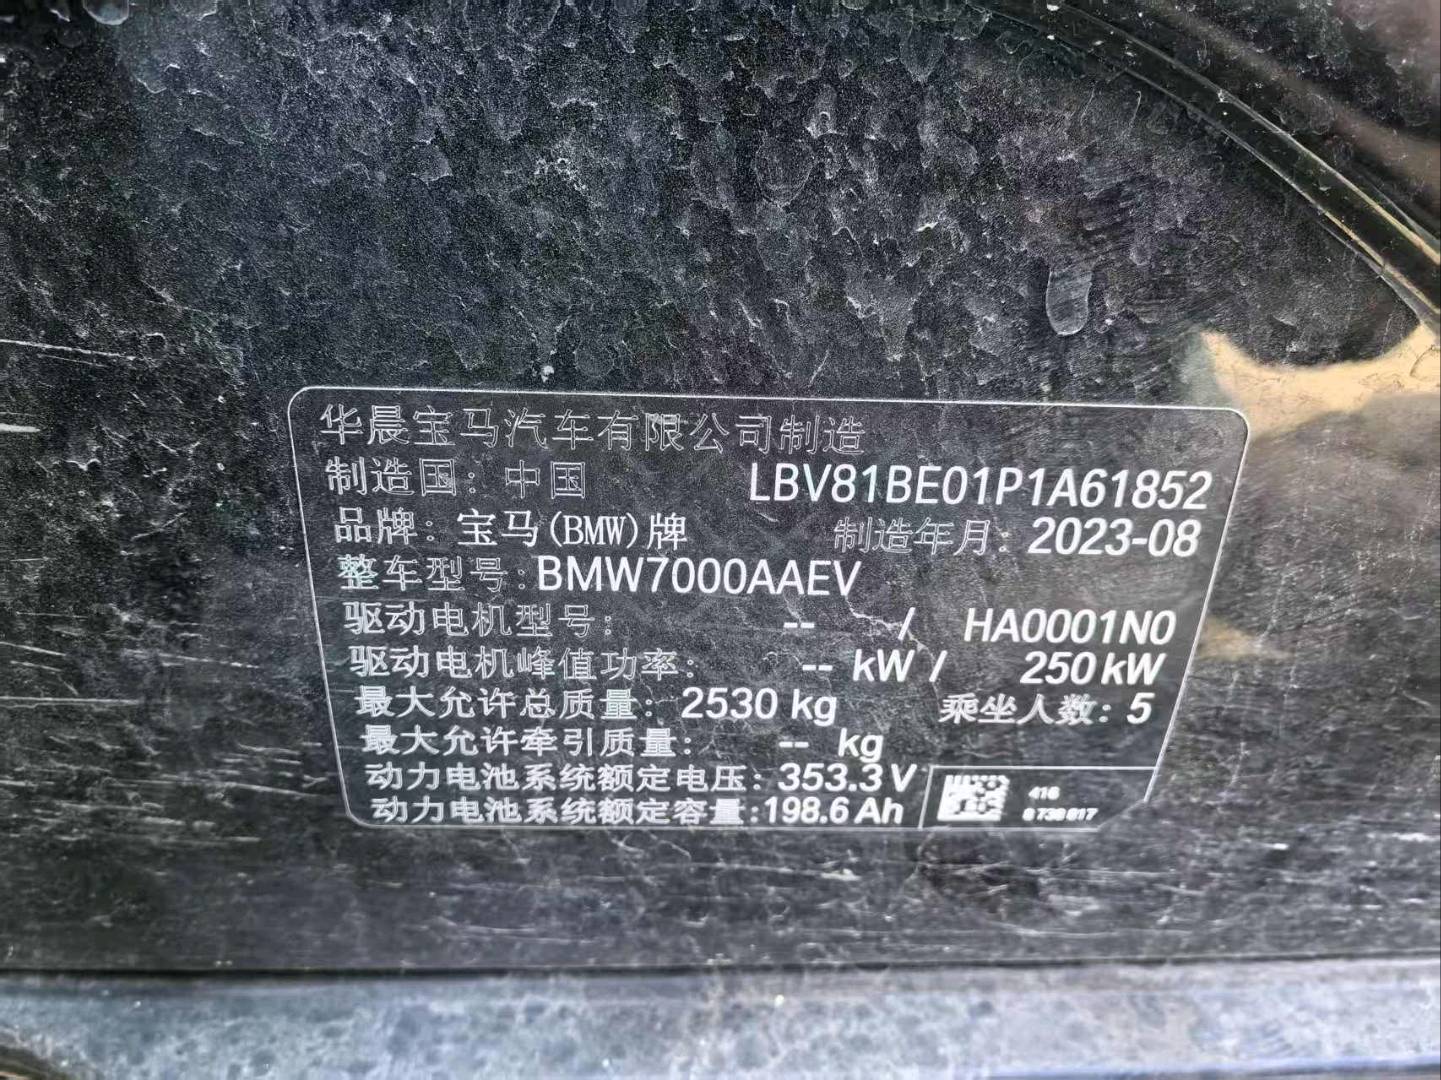 华晨宝马汽车有限公司制造
制造国：中国 LBV81BE01P1A61852
品牌：宝马(BMW)牌 制造年月：2023-08
整车型号：BMW7000AAEV
驱动电机型号： -- / HA0001N0
驱动电机峰值功率： -- kW / 250 kW
最大允许总质量：2530 kg 乘坐人数：5
最大允许牵引质量： -- kg
动力电池系统额定电压：353.3 V
动力电池系统额定容量：198.6 Ah
416